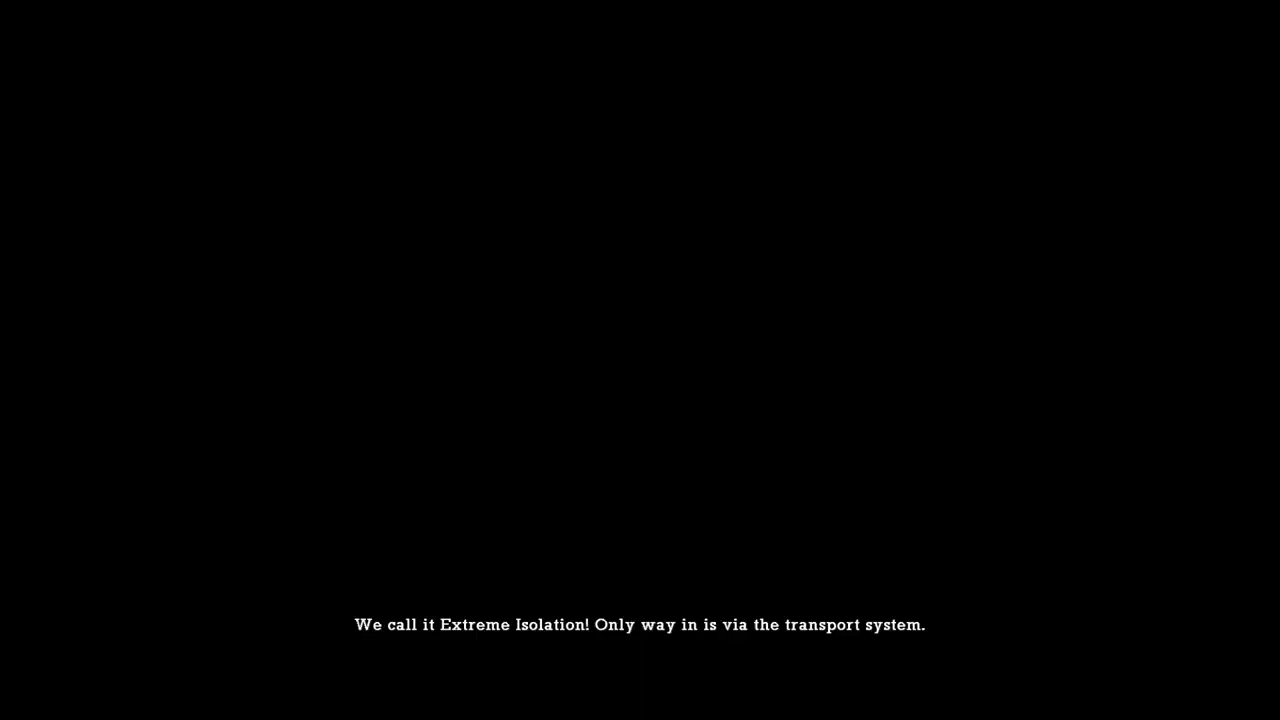 We call it Extreme Isolation! Only way in is via the transport system.